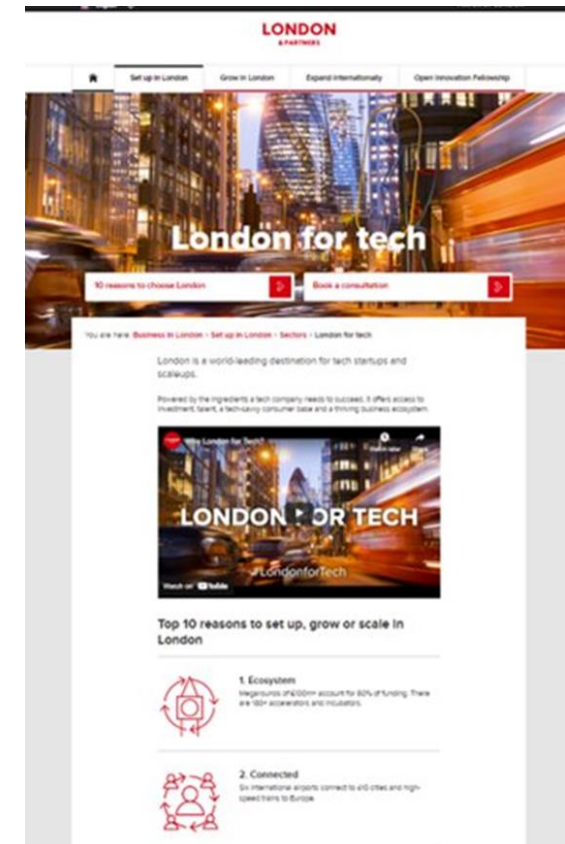 English
LONDON
& PARTNERS
Set up in London
Grow in London
Expand internationally
Open Innovation Fellowship
London for tech
10 reasons to choose London
Book a consultation
You are here: Business in London › Set up in London › Sectors › London for tech
London is a world-leading destination for tech startups and
scaleups.
Powered by the ingredients a tech company needs to succeed. It offers access to
investment, talent, a tech-savvy consumer base and a thriving business ecosystem.
Why London for Tech?
Watch later
Share
LONDON FOR TECH
#LondonforTech
Watch on YouTube
Top 10 reasons to set up, grow or scale in
London
1. Ecosystem
Megarounds of £100m+ account for 60% of funding. There
are 180+ accelerators and incubators.
2. Connected
Six international airports connect to 410 cities and high-
speed trains to Europe.